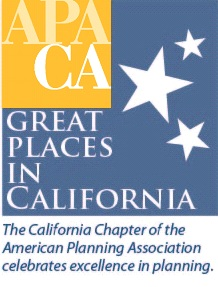 APA
CA
GREAT
PLACES
IN
CALIFORNIA
The California Chapter of the
American Planning Association
celebrates excellence in planning.